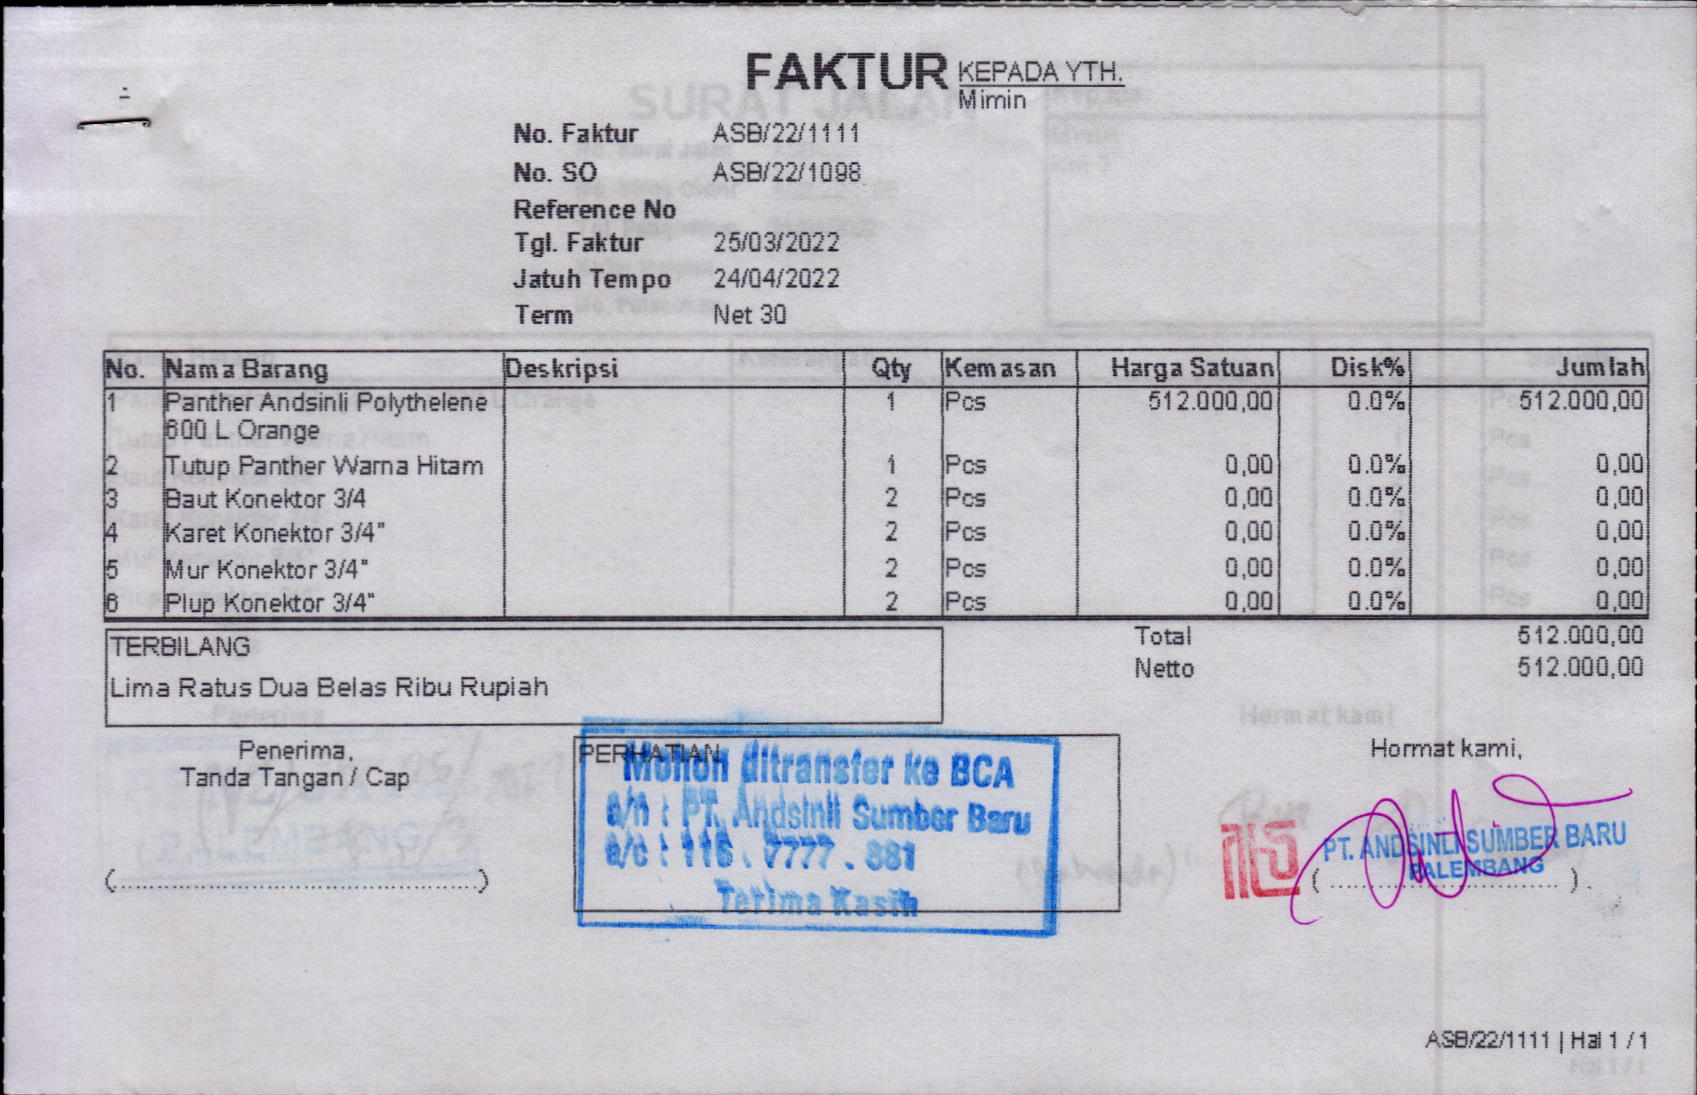 FAKTUR KEPADA YTH.
Mimin
No. Faktur ASB/22/1111
No. SO ASB/22/1098
Reference No
Tgl. Faktur 25/03/2022
Jatuh Tempo 24/04/2022
Term Net 30
No. Nama Barang Deskripsi Qty Kemasan Harga Satuan Disk% Jumlah
1 Panther Andsinli Polythelene 1 Pcs 512.000,00 0.0% 512.000,00
600 L Orange
2 Tutup Panther Warna Hitam 1 Pcs 0,00 0.0% 0,00
3 Baut Konektor 3/4 2 Pcs 0,00 0.0% 0,00
4 Karet Konektor 3/4" 2 Pcs 0,00 0.0% 0,00
5 Mur Konektor 3/4" 2 Pcs 0,00 0.0% 0,00
6 Plup Konektor 3/4" 2 Pcs 0,00 0.0% 0,00
TERBILANG
Lima Ratus Dua Belas Ribu Rupiah
Total 512.000,00
Netto 512.000,00
Penerima,
Tanda Tangan / Cap
(........................................................)
PERHATIAN
Mohon ditransfer ke BCA
a/n : PT. Andsinli Sumber Baru
a/c : 116 . 7777 . 881
Terima Kasih
Hormat kami,
PT. ANDSINLI SUMBER BARU
PALEMBANG
( ................................... )
ASB/22/1111 | Hal 1 / 1